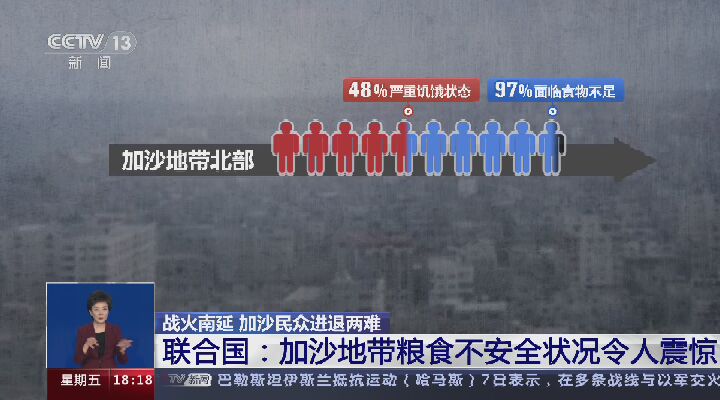 CCTV 13
新闻
48%严重饥饿状态
97%面临食物不足
加沙地带北部
战火南延 加沙民众进退两难
联合国：加沙地带粮食不安全状况令人震惊
星期五 18:18
TV新闻 巴勒斯坦伊斯兰抵抗运动（哈马斯）7日表示，在多条战线与以军交火